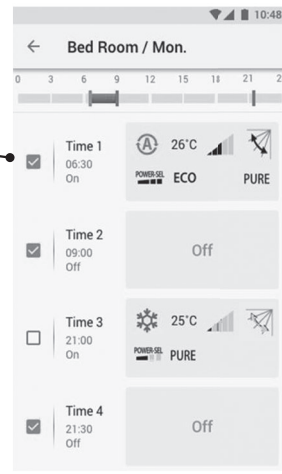 10:48
Bed Room / Mon.
0 3 6 9 12 15 18 21 2
Time 1
06:30
On
A 26°C
POWER-SEL ECO PURE
Time 2
09:00
Off
Off
Time 3
21:00
On
25°C
POWER-SEL PURE
Time 4
21:30
Off
Off